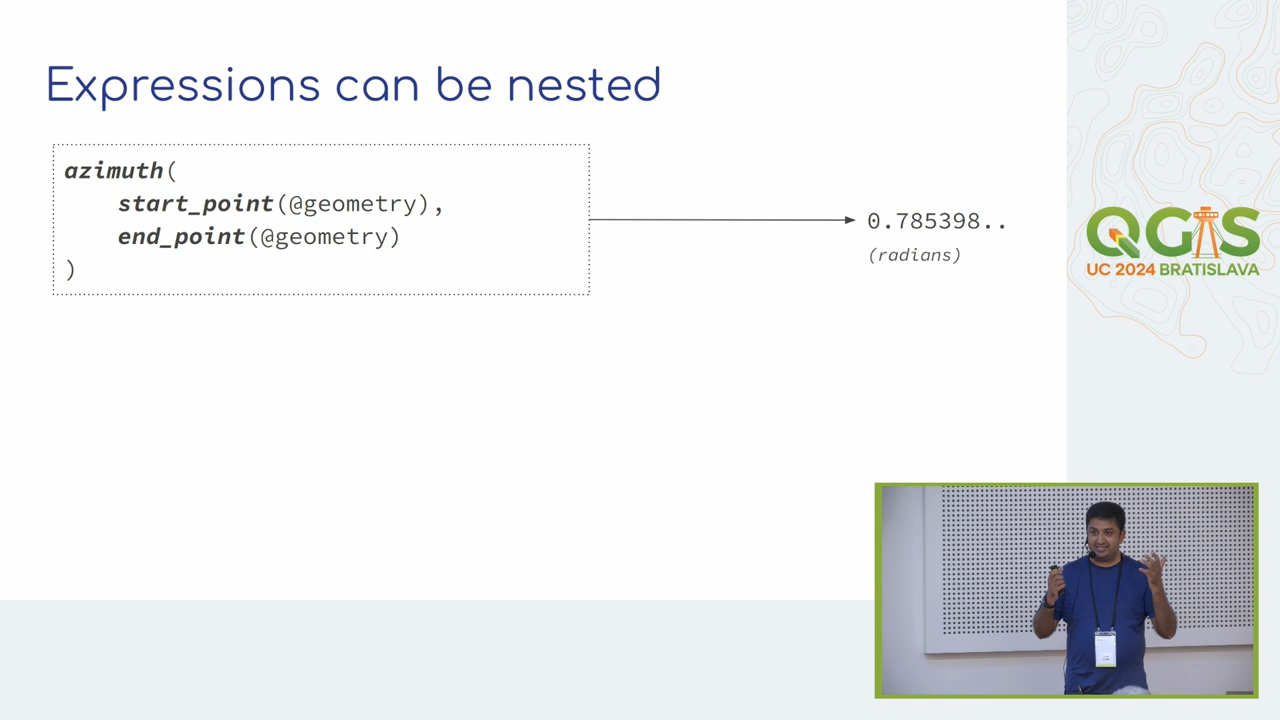 Expressions can be nested
azimuth(
start_point(@geometry),
end_point(@geometry)
)
0.785398..
(radians)
QGIS
UC 2024 BRATISLAVA